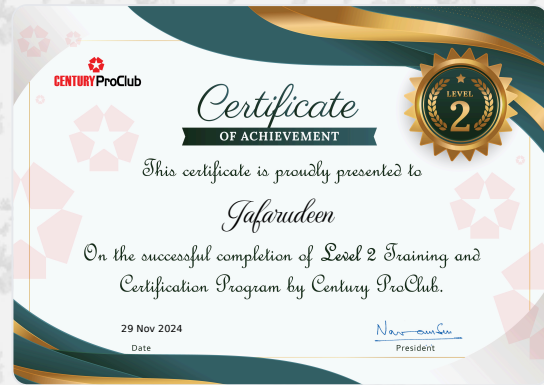 CENTURY ProClub
LEVEL
2
Certificate
OF ACHIEVEMENT
This certificate is proudly presented to
Jafarudeen
On the successful completion of Level 2 Training and
Certification Program by Century ProClub.
29 Nov 2024
Date
President